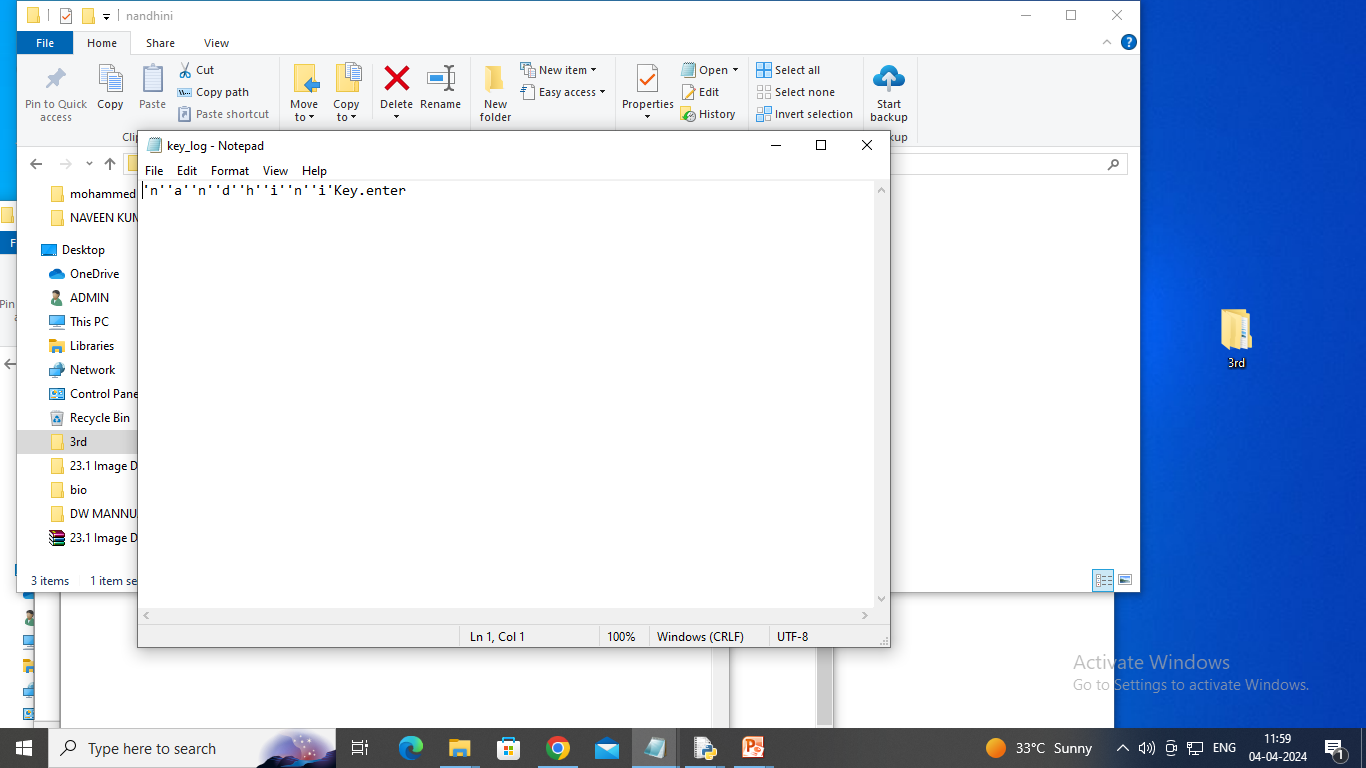 nandhini
File
Home
Share
View
Pin to Quick access
Copy
Paste
Cut
Copy path
Paste shortcut
Move to
Copy to
Delete
Rename
New folder
New item
Easy access
Properties
Open
Edit
History
Select all
Select none
Invert selection
Start backup
key_log - Notepad
File Edit Format View Help
'n''a''n''d''h''i''n''i'Key.enter
mohammed
NAVEEN KUM
Desktop
OneDrive
ADMIN
This PC
Libraries
Network
Control Pane
Recycle Bin
3rd
23.1 Image D
bio
DW MANNU
23.1 Image D
3 items 1 item se
Ln 1, Col 1 100% Windows (CRLF) UTF-8
3rd
Activate Windows
Go to Settings to activate Windows.
Type here to search
33°C Sunny
ENG
11:59
04-04-2024
1